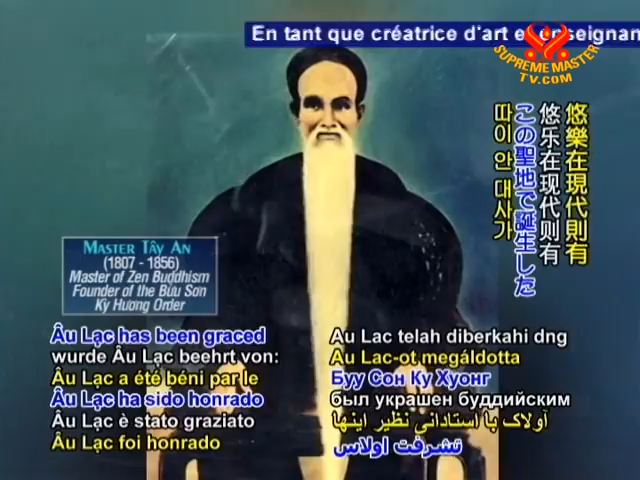 En tant que créatrice d'art et enseignan
SUPREME MASTER
TV.COM
悠樂在現代則有
悠乐在现代则有
この聖地で誕生した
따이 안 대사가
MASTER TÂY AN
(1807 - 1856)
Master of Zen Buddhism
Founder of the Bửu Sơn
Kỳ Hương Order
Âu Lạc has been graced
wurde Âu Lạc beehrt von:
Âu Lạc a été béni par le
Âu Lạc ha sido honrado
Âu Lạc è stato graziato
Âu Lạc foi honrado
Au Lac telah diberkahi dng
Au Lac-ot megáldotta
Буу Сон Ку Хуонг
был украшен буддийским
آولاک با استادانی نظیر اینها
تشرفت اولاس